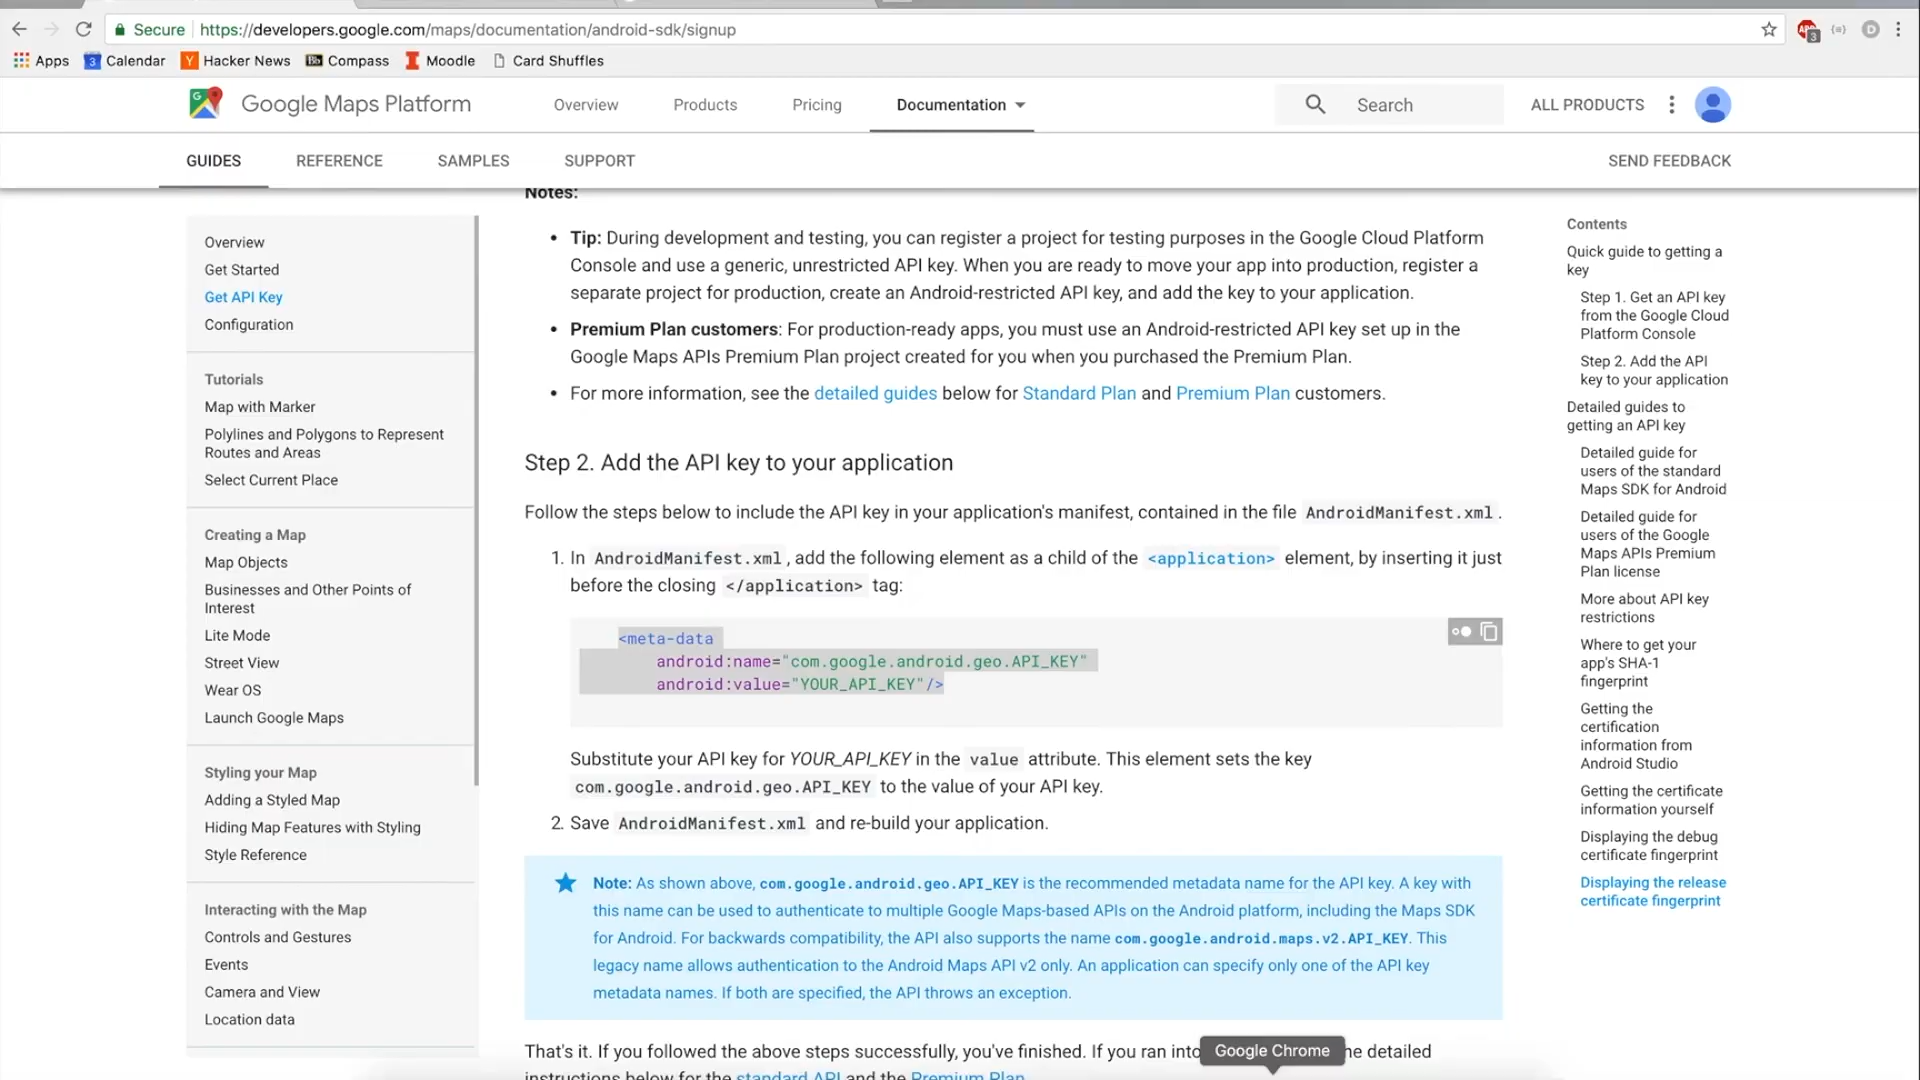 Secure https://developers.google.com/maps/documentation/android-sdk/signup
3
D
Apps 3 Calendar Y Hacker News Bb Compass Moodle Card Shuffles
Google Maps Platform Overview Products Pricing Documentation Search ALL PRODUCTS
GUIDES REFERENCE SAMPLES SUPPORT SEND FEEDBACK
Overview
Get Started
Get API Key
Configuration
Tutorials
Map with Marker
Polylines and Polygons to Represent
Routes and Areas
Select Current Place
Creating a Map
Map Objects
Businesses and Other Points of
Interest
Lite Mode
Street View
Wear OS
Launch Google Maps
Styling your Map
Adding a Styled Map
Hiding Map Features with Styling
Style Reference
Interacting with the Map
Controls and Gestures
Events
Camera and View
Location data
Notes:
• Tip: During development and testing, you can register a project for testing purposes in the Google Cloud Platform
Console and use a generic, unrestricted API key. When you are ready to move your app into production, register a
separate project for production, create an Android-restricted API key, and add the key to your application.
• Premium Plan customers: For production-ready apps, you must use an Android-restricted API key set up in the
Google Maps APIs Premium Plan project created for you when you purchased the Premium Plan.
• For more information, see the detailed guides below for Standard Plan and Premium Plan customers.
Step 2. Add the API key to your application
Follow the steps below to include the API key in your application's manifest, contained in the file AndroidManifest.xml.
1. In AndroidManifest.xml, add the following element as a child of the <application> element, by inserting it just
before the closing </application> tag:
<meta-data
android:name="com.google.android.geo.API_KEY"
android:value="YOUR_API_KEY"/>
Substitute your API key for YOUR_API_KEY in the value attribute. This element sets the key
com.google.android.geo.API_KEY to the value of your API key.
2. Save AndroidManifest.xml and re-build your application.
Note: As shown above, com.google.android.geo.API_KEY is the recommended metadata name for the API key. A key with
this name can be used to authenticate to multiple Google Maps-based APIs on the Android platform, including the Maps SDK
for Android. For backwards compatibility, the API also supports the name com.google.android.maps.v2.API_KEY. This
legacy name allows authentication to the Android Maps API v2 only. An application can specify only one of the API key
metadata names. If both are specified, the API throws an exception.
That's it. If you followed the above steps successfully, you've finished. If you ran into he detailed
instructions below for the standard API and the Premium Plan
Google Chrome
Contents
Quick guide to getting a
key
Step 1. Get an API key
from the Google Cloud
Platform Console
Step 2. Add the API
key to your application
Detailed guides to
getting an API key
Detailed guide for
users of the standard
Maps SDK for Android
Detailed guide for
users of the Google
Maps APIs Premium
Plan license
More about API key
restrictions
Where to get your
app's SHA-1
fingerprint
Getting the
certification
information from
Android Studio
Getting the certificate
information yourself
Displaying the debug
certificate fingerprint
Displaying the release
certificate fingerprint